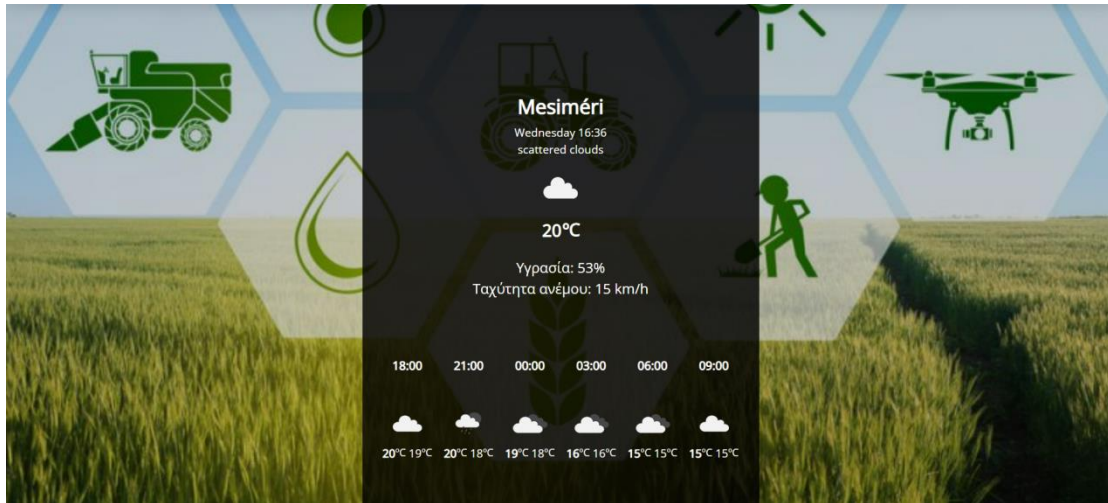 Mesiméri
Wednesday 16:36
scattered clouds
20°C
Υγρασία: 53%
Ταχύτητα ανέμου: 15 km/h
18:00 21:00 00:00 03:00 06:00 09:00
20°C 19°C 20°C 18°C 19°C 18°C 16°C 16°C 15°C 15°C 15°C 15°C